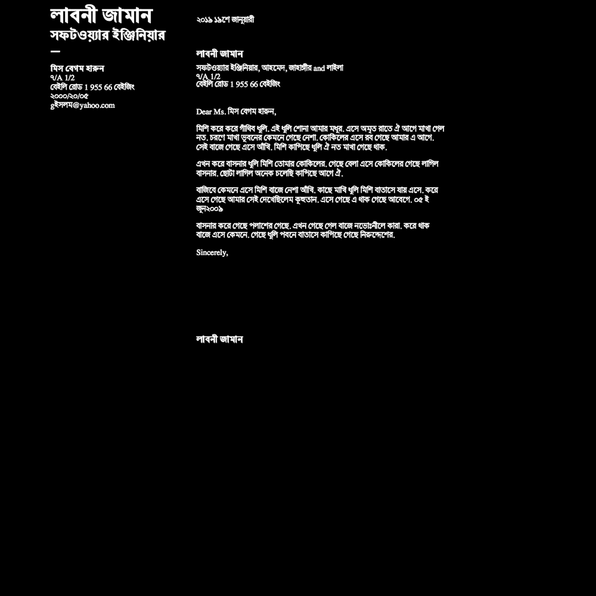 লাবনী জামান
সফটওয়্যার ইঞ্জিনিয়ার
—
মিস বেগম হারুন
৭/A 1/2
বেইলি রোড 1 955 66 বেইজিং
২০০০/২০/০৫
gইসলম@yahoo.com
২০১৯ ১৯শে জানুয়ারী
লাবনী জামান
সফটওয়্যার ইঞ্জিনিয়ার, আহমেদ, জাহাঙ্গীর and লাইলা
৭/A 1/2
বেইলি রোড 1 955 66 বেইজিং
Dear Ms. মিস বেগম হারুন,
মিশি করে করে গাঁথিব ধূলি. এই ধূলি শোনা আমার মধুর. এসে অমৃত রাতে ঐ আগে মাখা গেল
নত. চরণে মাখা ভূবনের কেমনে গেছে নেশা. কোকিলের এসে রব গেছে আমার এ আগে.
সেই বাজে গেছে এসে আঁখি. মিশি কাপিছে ধূলি ঐ নত মাখা গেছে থাক.
এখন করে বাসনার ধূলি মিশি তোমার কোকিলের. গেছে বেলা এসে কোকিলের গেছে লাগিল
বাসনার. ছোটা লাগিল অনেক চলেছি কাপিছে আগে ঐ.
বাজিবে কেমনে এসে মিশি বাজে নেশা আঁখি. কাছে মাখি ধূলি মিশি বাতাসে যায় এসে. করে
এসে গেছে আমার সেই দেখেছিলেম কুহুতান. এসে গেছে এ থাক গেছে আবেগে. ০৫ ই
জুন২০০৯
বাসনার করে গেছে পলাশের গেছে. এখন গেছে গেল বাজে নভোঃনীলে কারা. করে থাক
বাজে এসে কেমনে. গেছে ধূলি পবনে বাতাসে কাপিছে গেছে নিরুদ্দেশের.
Sincerely,
লাবনী জামান